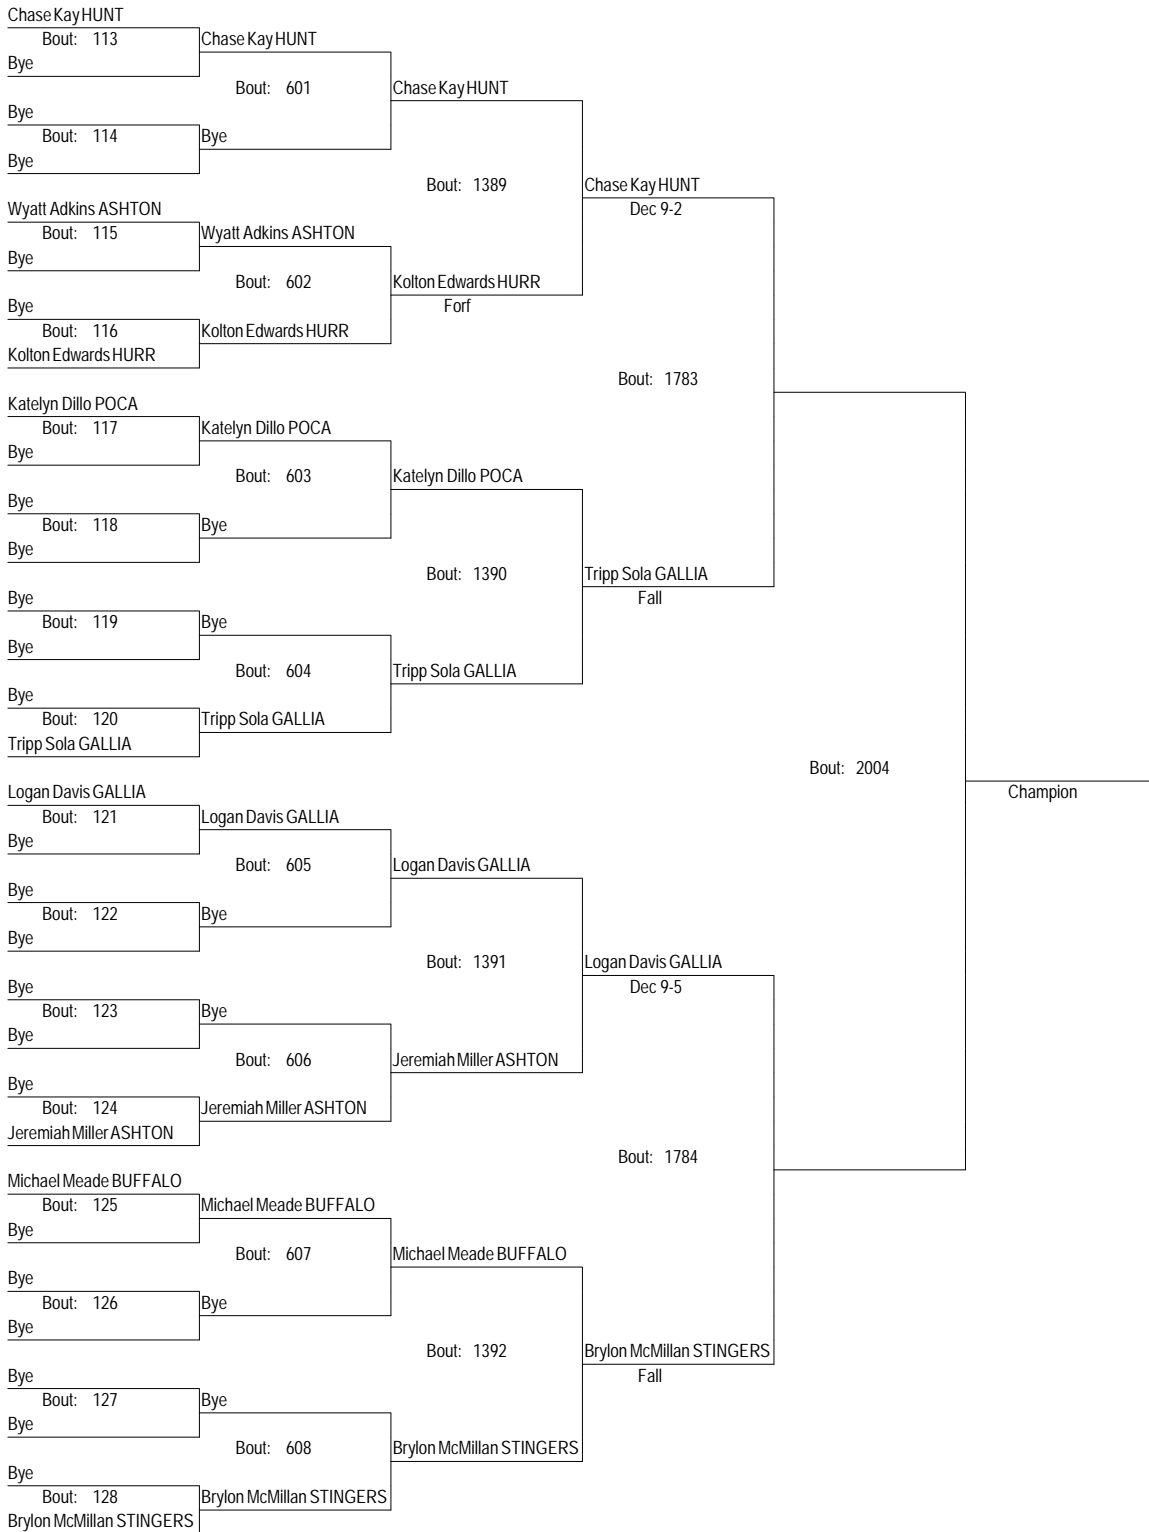 Chase Kay HUNT
Bout: 113
Chase Kay HUNT
Bye
Bout: 601
Chase Kay HUNT
Bye
Bout: 114
Bye
Bye
Bout: 1389
Chase Kay HUNT
Dec 9-2
Wyatt Adkins ASHTON
Bout: 115
Wyatt Adkins ASHTON
Bye
Bout: 602
Kolton Edwards HURR
Forf
Bye
Bout: 116
Kolton Edwards HURR
Kolton Edwards HURR
Bout: 1783
Katelyn Dillo POCA
Bout: 117
Katelyn Dillo POCA
Bye
Bout: 603
Katelyn Dillo POCA
Bye
Bout: 118
Bye
Bye
Bout: 1390
Tripp Sola GALLIA
Fall
Bye
Bout: 119
Bye
Bye
Bout: 604
Tripp Sola GALLIA
Bye
Bout: 120
Tripp Sola GALLIA
Tripp Sola GALLIA
Bout: 2004
Champion
Logan Davis GALLIA
Bout: 121
Logan Davis GALLIA
Bye
Bout: 605
Logan Davis GALLIA
Bye
Bout: 122
Bye
Bye
Bout: 1391
Logan Davis GALLIA
Dec 9-5
Bye
Bout: 123
Bye
Bye
Bout: 606
Jeremiah Miller ASHTON
Bye
Bout: 124
Jeremiah Miller ASHTON
Jeremiah Miller ASHTON
Bout: 1784
Michael Meade BUFFALO
Bout: 125
Michael Meade BUFFALO
Bye
Bout: 607
Michael Meade BUFFALO
Bye
Bout: 126
Bye
Bye
Bout: 1392
Brylon McMillan STINGERS
Fall
Bye
Bout: 127
Bye
Bye
Bout: 608
Brylon McMillan STINGERS
Bye
Bout: 128
Brylon McMillan STINGERS
Brylon McMillan STINGERS